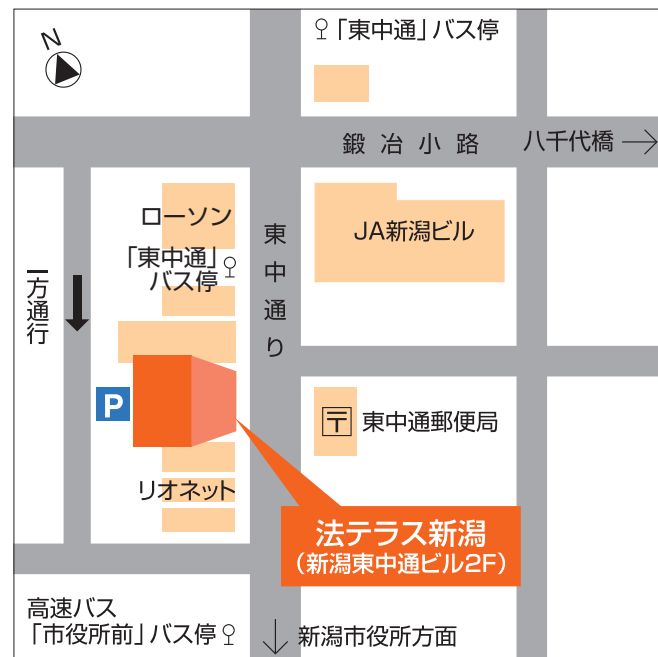 N
「東中通」バス停
鍛冶小路
八千代橋→
ローソン
JA新潟ビル
「東中通」
バス停
東中通り
一方通行
P
〒東中通郵便局
リオネット
法テラス新潟
(新潟東中通ビル2F)
高速バス
「市役所前」バス停
↓新潟市役所方面